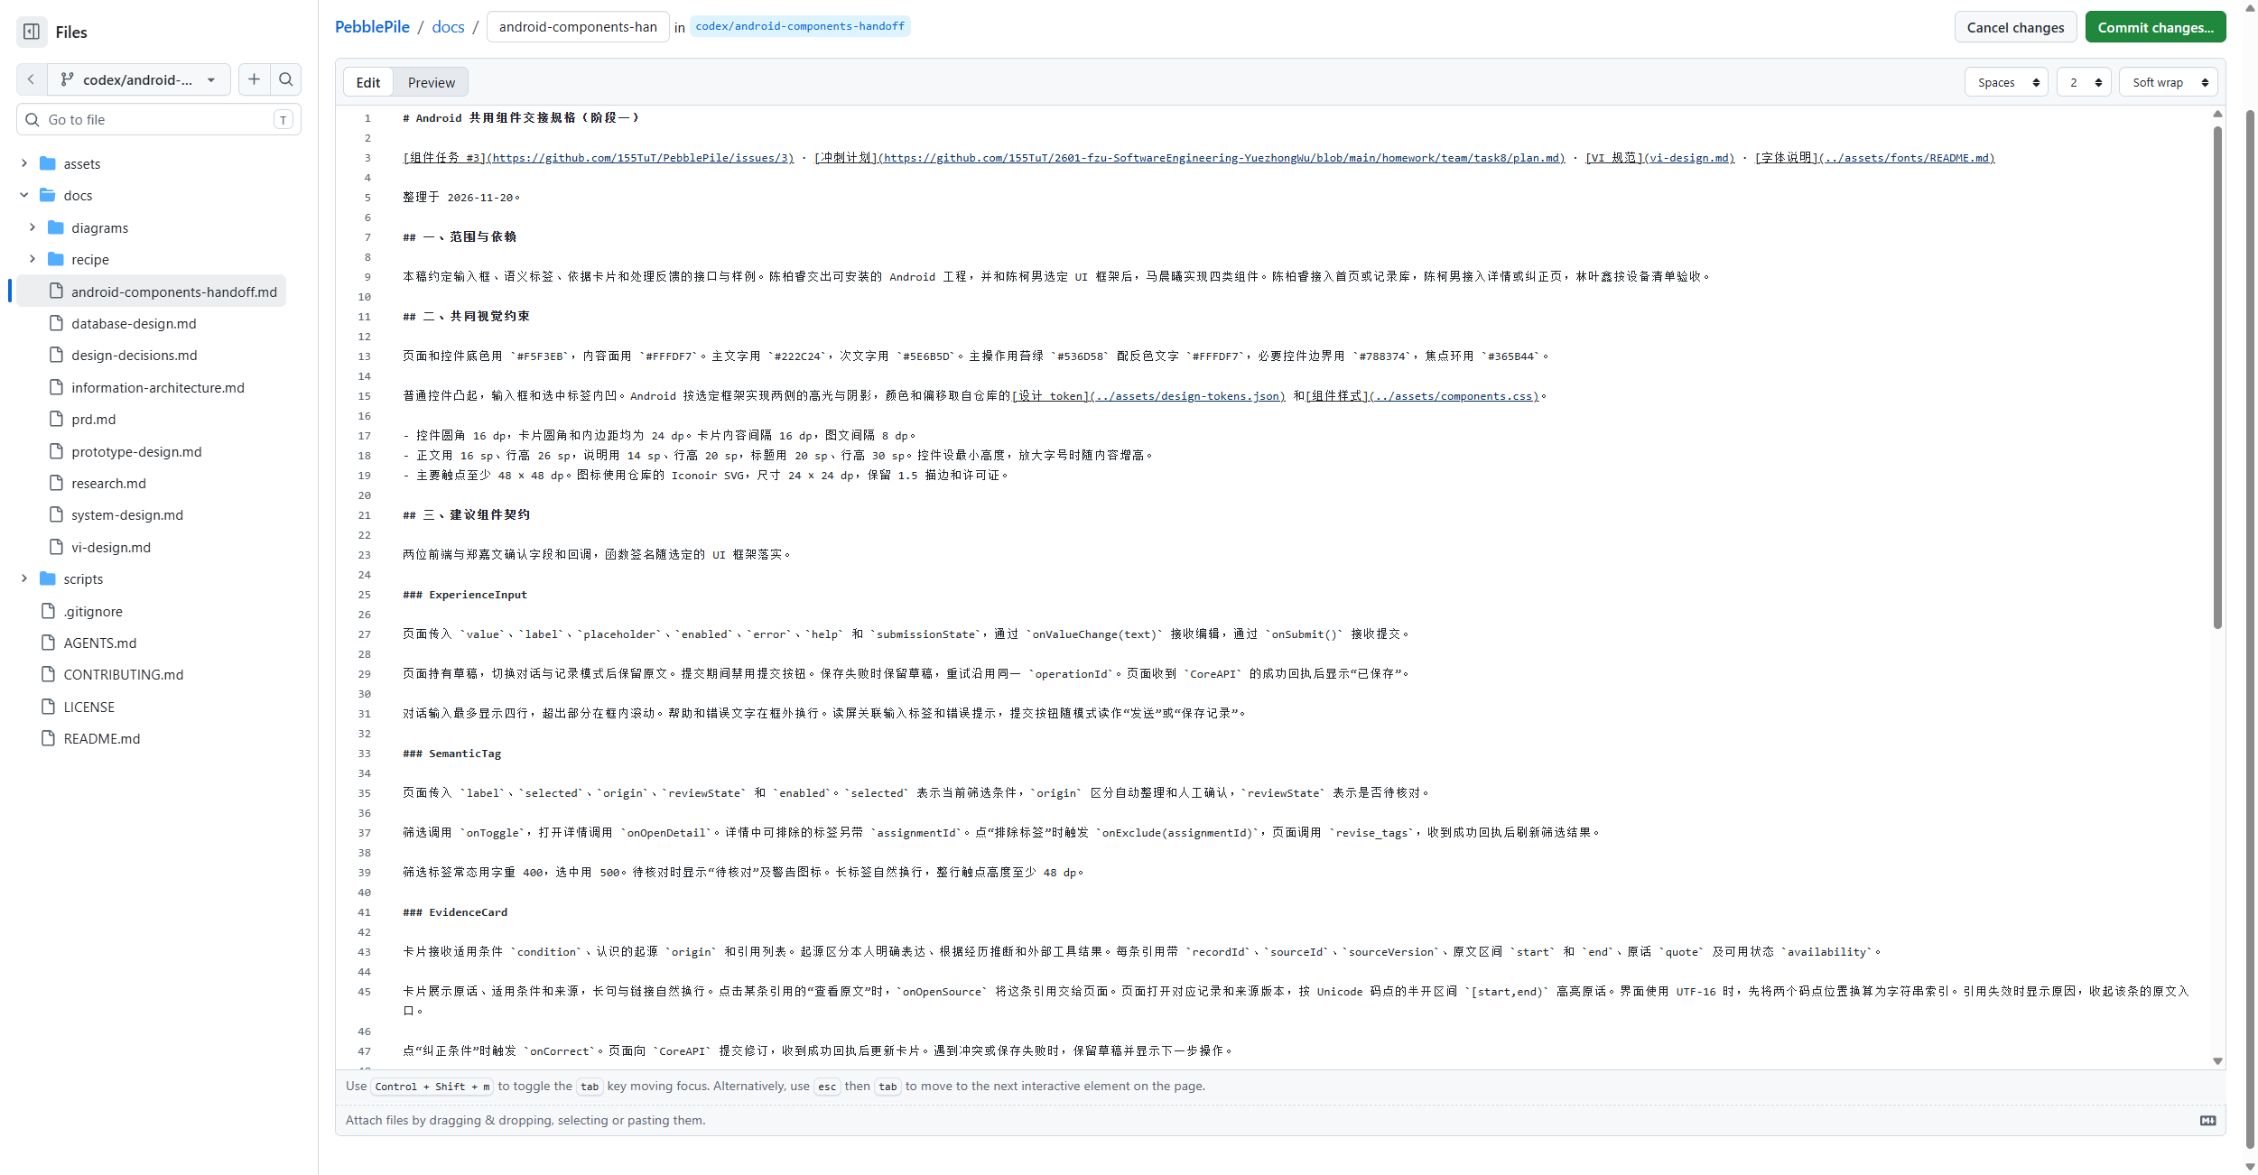 Files
PebblePile / docs / android-components-han in codex/android-components-handoff
Cancel changes
Commit changes...
codex/android-...
Go to file
T
assets
docs
diagrams
recipe
android-components-handoff.md
database-design.md
design-decisions.md
information-architecture.md
prd.md
prototype-design.md
research.md
system-design.md
vi-design.md
scripts
.gitignore
AGENTS.md
CONTRIBUTING.md
LICENSE
README.md
Edit
Preview
Spaces
2
Soft wrap
1 # Android 共用组件交接规格（阶段一）
2
3 [组件任务 #3](https://github.com/155TuT/PebblePile/issues/3) · [冲刺计划](https://github.com/155TuT/2601-fzu-SoftwareEngineering-YuezhongWu/blob/main/homework/team/task8/plan.md) · [VI 规范](vi-design.md) · [字体说明](../assets/fonts/README.md)
4
5 整理于 2026-11-20。
6
7 ## 一、范围与依赖
8
9 本稿约定输入框、语义标签、依据卡片和处理反馈的接口与样例。陈柏睿交出可安装的 Android 工程，并和陈柯男选定 UI 框架后，马晨曦实现四类组件。陈柏睿接入首页或记录库，陈柯男接入详情或纠正页，林叶鑫按设备清单验收。
10
11 ## 二、共同视觉约束
12
13 页面和控件底色用 `#F5F3EB`，内容面用 `#FFFDF7`。主文字用 `#222C24`，次文字用 `#5E6B5D`。主操作用苔绿 `#536D58` 配反色文字 `#FFFDF7`，必要控件边界用 `#788374`，焦点环用 `#365B44`。
14
15 普通控件凸起，输入框和选中标签内凹。Android 按选定框架实现两侧的高光与阴影，颜色和偏移取自仓库的[设计 token](../assets/design-tokens.json) 和[组件样式](../assets/components.css)。
16
17 - 控件圆角 16 dp，卡片圆角和内边距均为 24 dp。卡片内容间隔 16 dp，图文间隔 8 dp。
18 - 正文用 16 sp、行高 26 sp，说明用 14 sp、行高 20 sp，标题用 20 sp、行高 30 sp。控件设最小高度，放大字号时随内容增高。
19 - 主要触点至少 48 × 48 dp。图标使用仓库的 Iconoir SVG，尺寸 24 × 24 dp，保留 1.5 描边和许可证。
20
21 ## 三、建议组件契约
22
23 两位前端与郑嘉文确认字段和回调，函数签名随选定的 UI 框架落实。
24
25 ### ExperienceInput
26
27 页面传入 `value`、`label`、`placeholder`、`enabled`、`error`、`help` 和 `submissionState`，通过 `onValueChange(text)` 接收编辑，通过 `onSubmit()` 接收提交。
28
29 页面持有草稿，切换对话与记录模式后保留原文。提交期间禁用提交按钮。保存失败时保留草稿，重试沿用同一 `operationId`。页面收到 `CoreAPI` 的成功回执后显示“已保存”。
30
31 对话输入最多显示四行，超出部分在框内滚动。帮助和错误文字在框外换行。读屏关联输入标签和错误提示，提交按钮随模式读作“发送”或“保存记录”。
32
33 ### SemanticTag
34
35 页面传入 `label`、`selected`、`origin`、`reviewState` 和 `enabled`。`selected` 表示当前筛选条件，`origin` 区分自动整理和人工确认，`reviewState` 表示是否待核对。
36
37 筛选调用 `onToggle`，打开详情调用 `onOpenDetail`。详情中可排除的标签另带 `assignmentId`。点“排除标签”时触发 `onExclude(assignmentId)`，页面调用 `revise_tags`，收到成功回执后刷新筛选结果。
38
39 筛选标签常态用字重 400，选中用 500。待核对时显示“待核对”及警告图标。长标签自然换行，整行触点高度至少 48 dp。
40
41 ### EvidenceCard
42
43 卡片接收适用条件 `condition`、认识的起源 `origin` 和引用列表。起源区分本人明确表达、根据经历推断和外部工具结果。每条引用带 `recordId`、`sourceId`、`sourceVersion`、原文区间 `start` 和 `end`、原话 `quote` 及可用状态 `availability`。
44
45 卡片展示原话、适用条件和来源，长句与链接自然换行。点击某条引用的“查看原文”时，`onOpenSource` 将这条引用交给页面。页面打开对应记录和来源版本，按 Unicode 码点的半开区间 `[start,end)` 高亮原话。界面使用 UTF-16 时，先将两个码点位置换算为字符串索引。引用失效时显示原因，收起该条的原文入
口。
46
47 点“纠正条件”时触发 `onCorrect`。页面向 `CoreAPI` 提交修订，收到成功回执后更新卡片。遇到冲突或保存失败时，保留草稿并显示下一步操作。
Use Control + Shift + m to toggle the tab key moving focus. Alternatively, use esc then tab to move to the next interactive element on the page.
Attach files by dragging & dropping, selecting or pasting them.